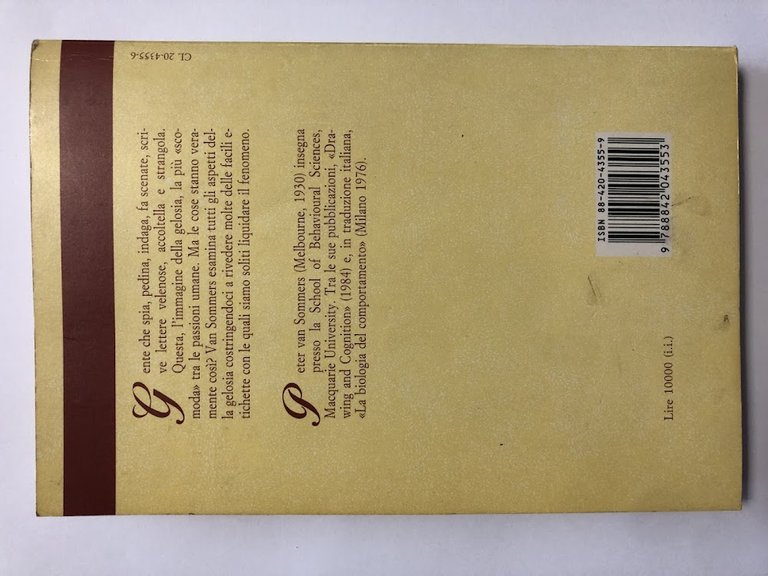 CL 20-4355-6
Gente che spia, pedina, indaga, fa scenate, scri-
ve lettere velenose, accoltella e strangola.
Questa, l'immagine della gelosia, la più «sco-
moda» tra le passioni umane. Ma le cose stanno vera-
mente così? Van Sommers esamina tutti gli aspetti del-
la gelosia costringendoci a rivedere molte delle facili e-
tichette con le quali siamo soliti liquidare il fenomeno.
Peter van Sommers (Melbourne, 1930) insegna
presso la School of Behavioural Sciences,
Macquarie University. Tra le sue pubblicazioni, «Dra-
wing and Cognition» (1984) e, in traduzione italiana,
«La biologia del comportamento» (Milano 1976).
ISBN 88-420-4355-9
9 788842 043553
Lire 10000 (i.i.)